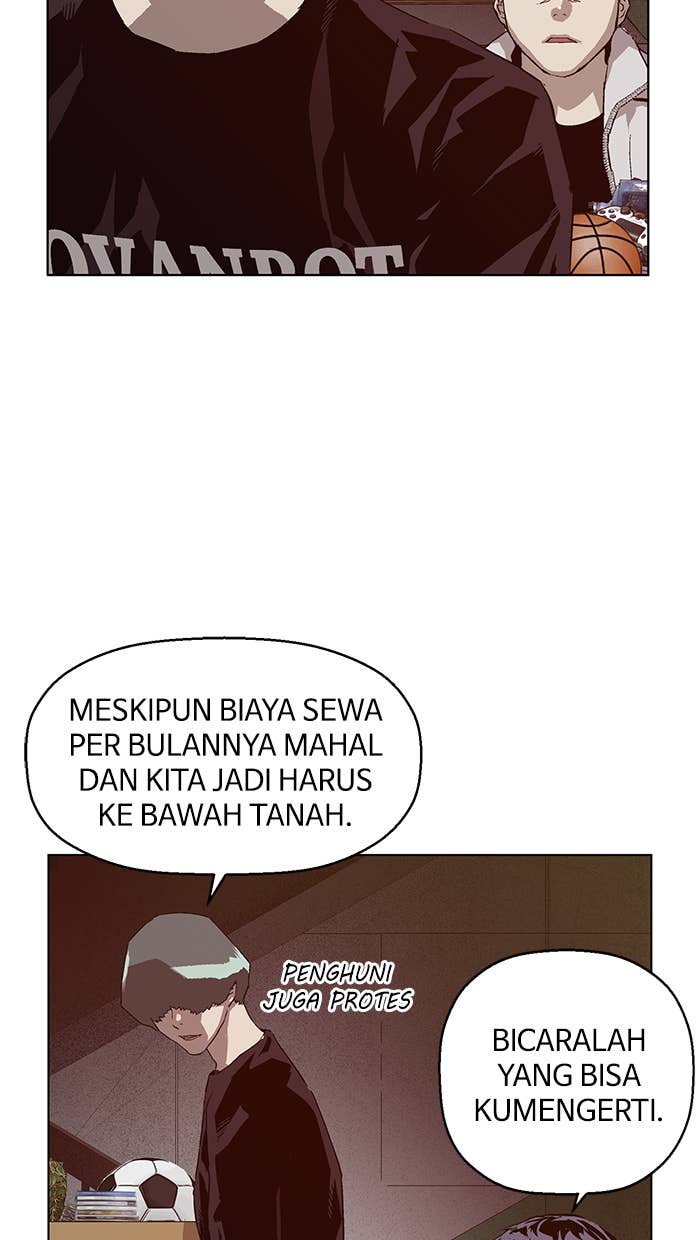 OVANROT
MESKIPUN BIAYA SEWA
PER BULANNYA MAHAL
DAN KITA JADI HARUS
KE BAWAH TANAH.
PENGHUNI
JUGA PROTES
BICARALAH
YANG BISA
KUMENGERTI.